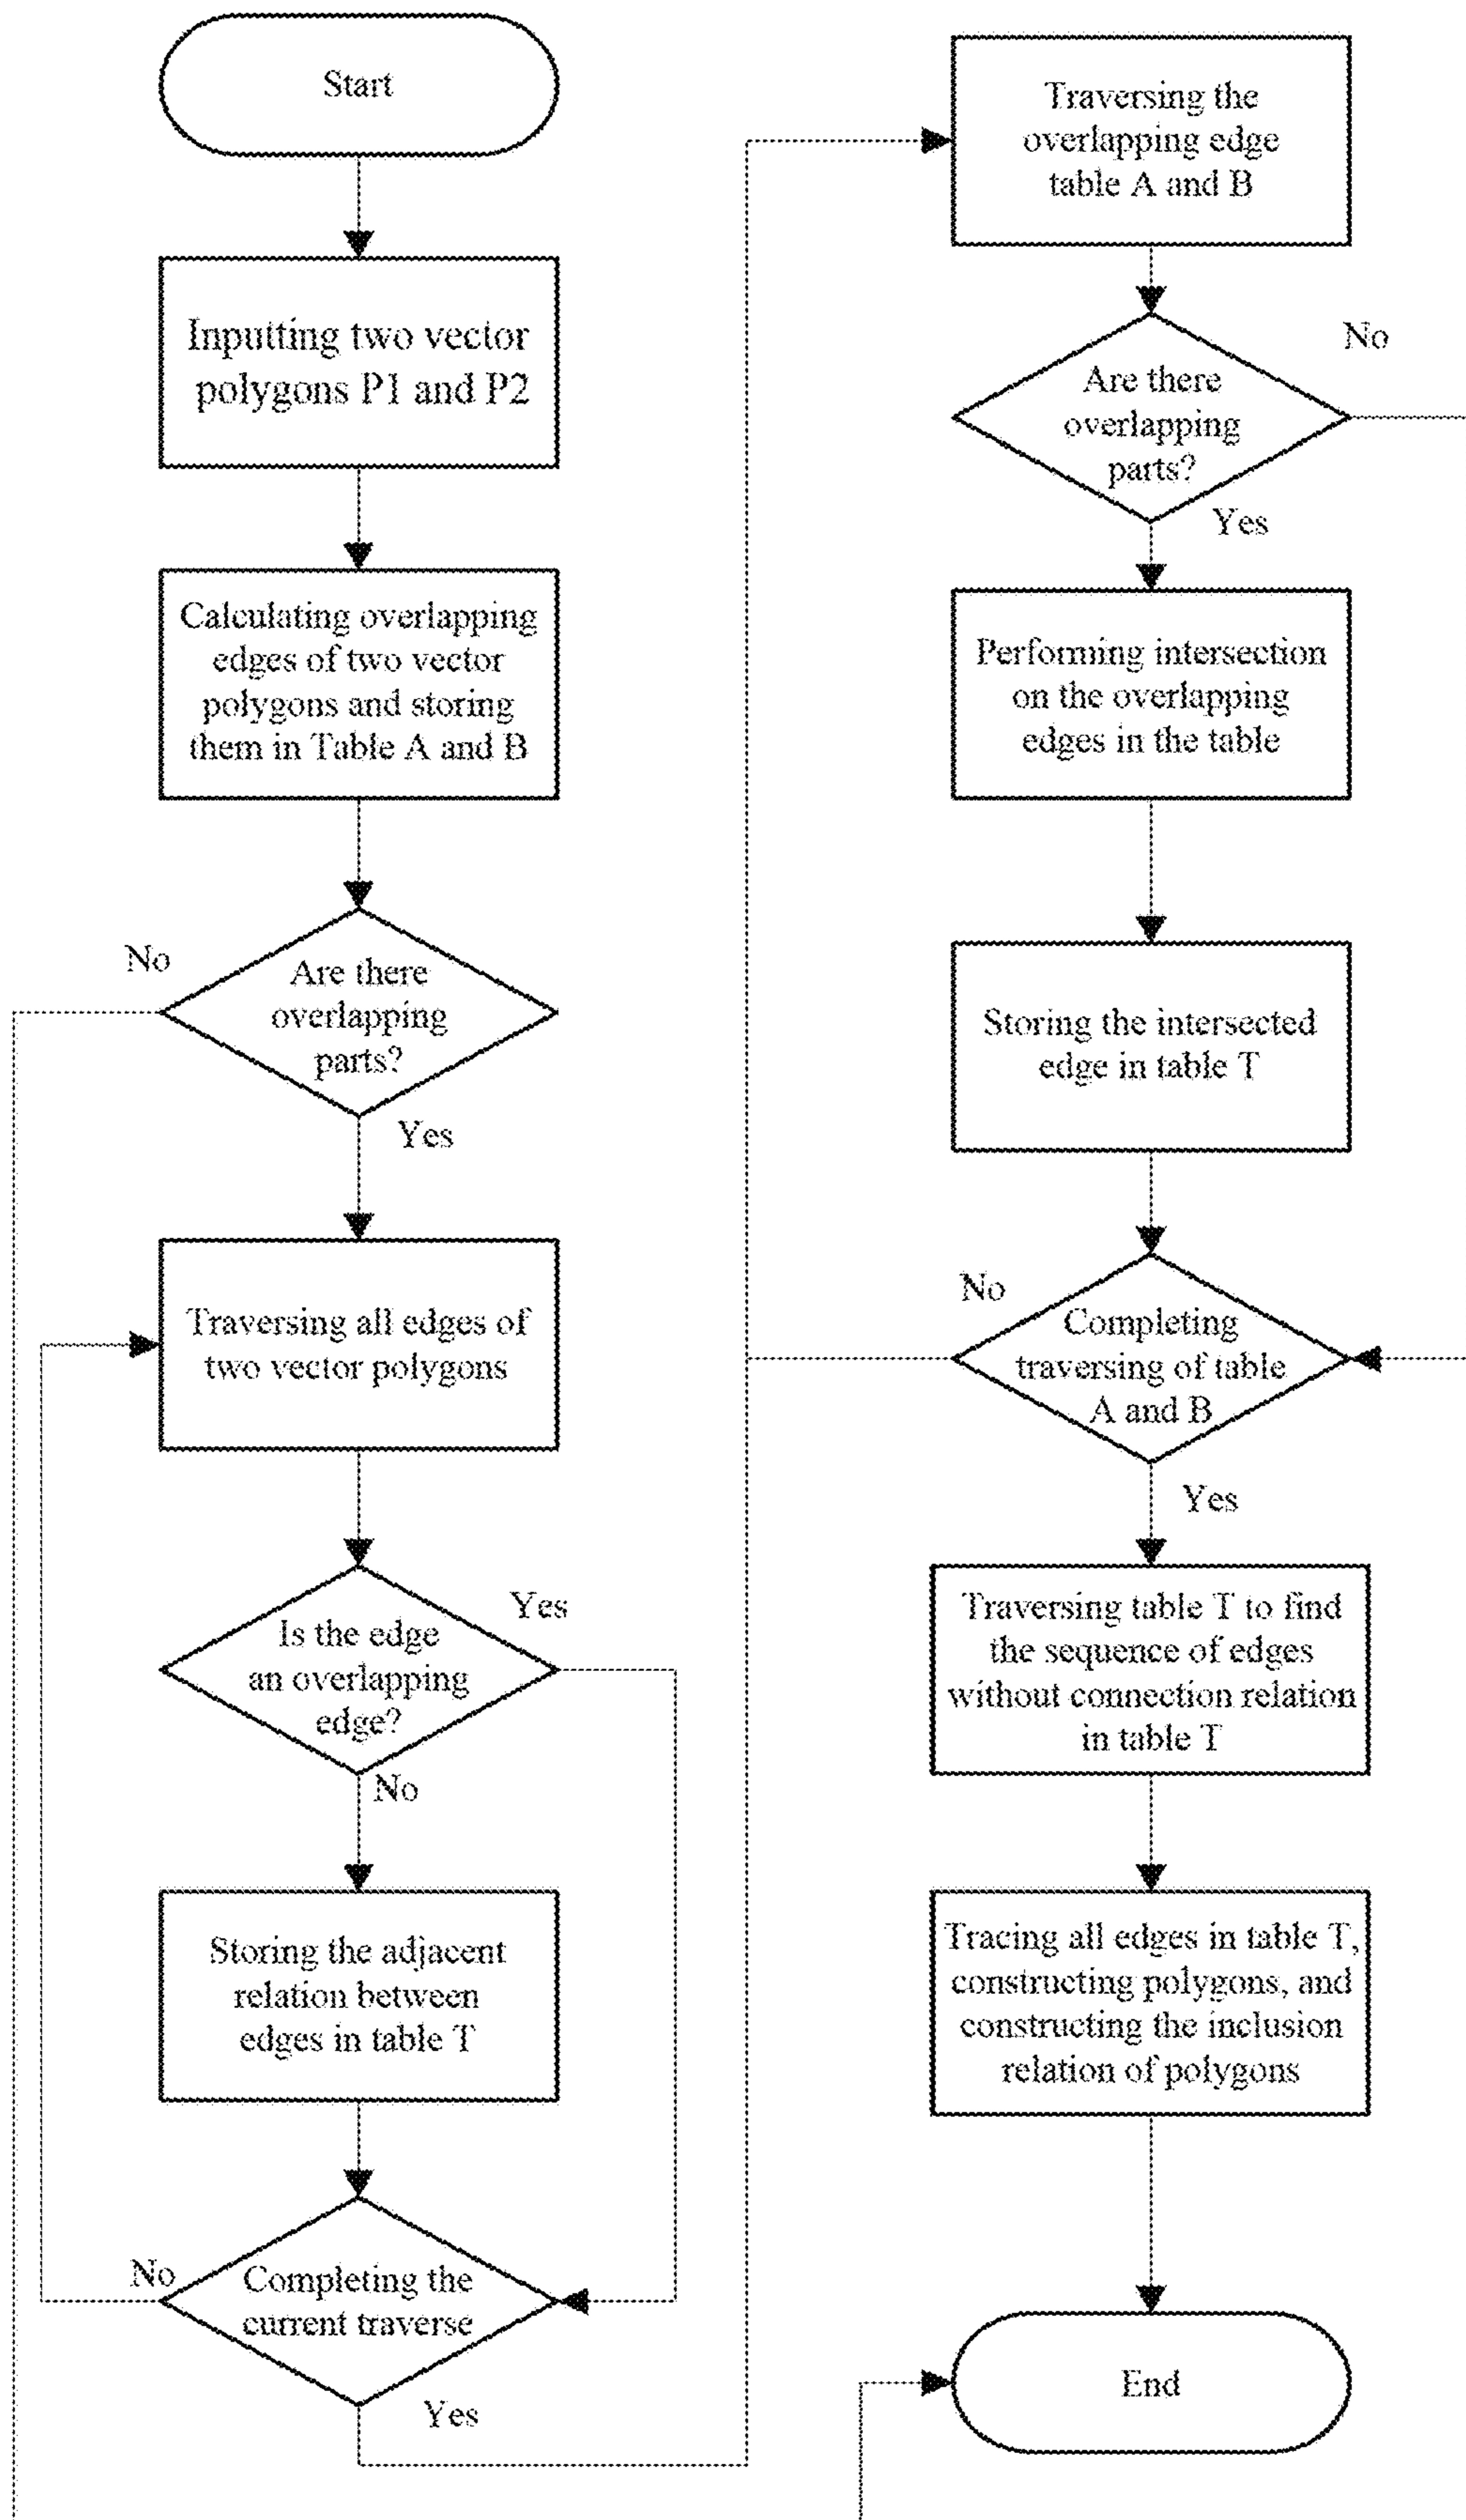 Start
Inputting two vector
polygons P1 and P2
Calculating overlapping
edges of two vector
polygons and storing
them in Table A and B
No
Are there
overlapping
parts?
Yes
Traversing all edges of
two vector polygons
Yes
Is the edge
an overlapping
edge?
No
Storing the adjacent
relation between
edges in table T
No
Completing the
current traverse
Yes
Traversing the
overlapping edge
table A and B
No
Are there
overlapping
parts?
Yes
Performing intersection
on the overlapping
edges in the table
Storing the intersected
edge in table T
No
Completing
traversing of table
A and B
Yes
Traversing table T to find
the sequence of edges
without connection relation
in table T
Tracing all edges in table T,
constructing polygons, and
constructing the inclusion
relation of polygons
End